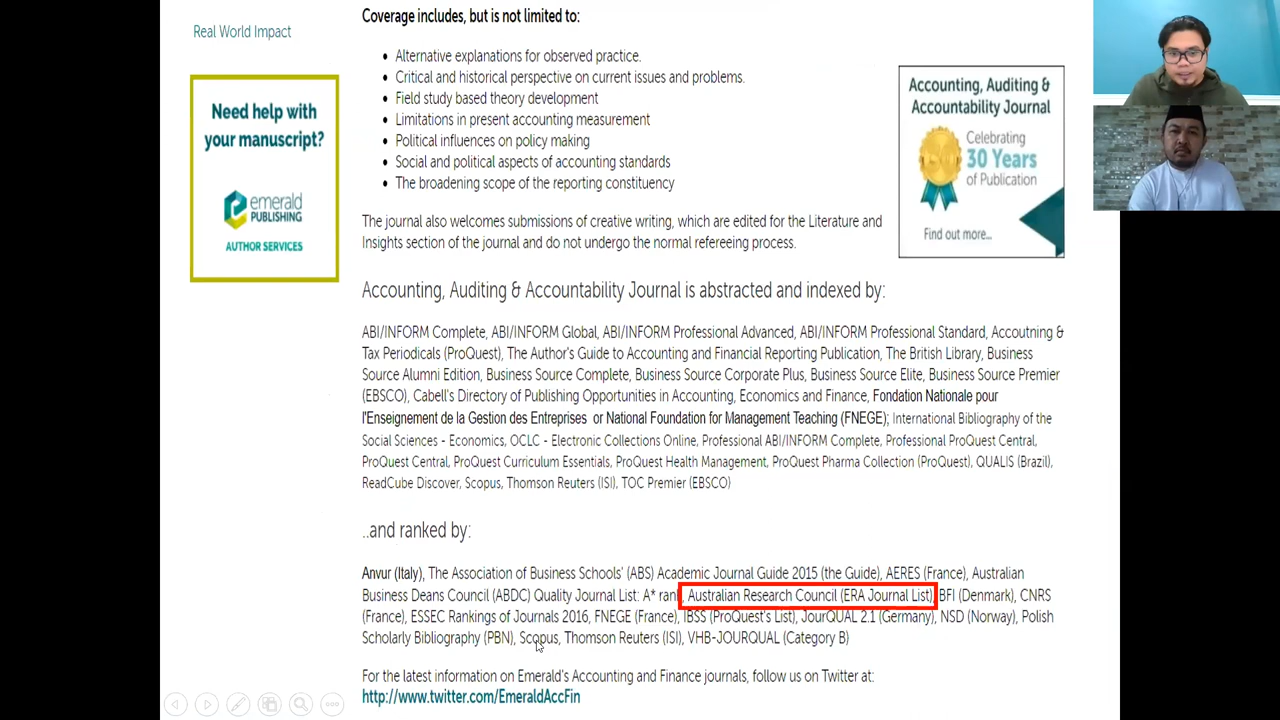 Real World Impact
Need help with
your manuscript?
emerald
PUBLISHING
AUTHOR SERVICES
Coverage includes, but is not limited to:
Alternative explanations for observed practice.
Critical and historical perspective on current issues and problems.
Field study based theory development
Limitations in present accounting measurement
Political influences on policy making
Social and political aspects of accounting standards
The broadening scope of the reporting constituency
Accounting, Auditing &
Accountability Journal
Celebrating
30 Years
of Publication
Find out more...
The journal also welcomes submissions of creative writing, which are edited for the Literature and
Insights section of the journal and do not undergo the normal refereeing process.
Accounting, Auditing & Accountability Journal is abstracted and indexed by:
ABI/INFORM Complete, ABI/INFORM Global, ABI/INFORM Professional Advanced, ABI/INFORM Professional Standard, Accoutning &
Tax Periodicals (ProQuest), The Author's Guide to Accounting and Financial Reporting Publication, The British Library, Business
Source Alumni Edition, Business Source Complete, Business Source Corporate Plus, Business Source Elite, Business Source Premier
(EBSCO), Cabell's Directory of Publishing Opportunities in Accounting, Economics and Finance, Fondation Nationale pour
l'Enseignement de la Gestion des Entreprises or National Foundation for Management Teaching (FNEGE); International Bibliography of the
Social Sciences - Economics, OCLC - Electronic Collections Online, Professional ABI/INFORM Complete, Professional ProQuest Central,
ProQuest Central, ProQuest Curriculum Essentials, ProQuest Health Management, ProQuest Pharma Collection (ProQuest), QUALIS (Brazil),
ReadCube Discover, Scopus, Thomson Reuters (ISI), TOC Premier (EBSCO)
..and ranked by:
Anvur (Italy), The Association of Business Schools' (ABS) Academic Journal Guide 2015 (the Guide), AERES (France), Australian
Business Deans Council (ABDC) Quality Journal List: A* rank, Australian Research Council (ERA Journal List), BFI (Denmark), CNRS
(France), ESSEC Rankings of Journals 2016, FNEGE (France), IBSS (ProQuest's List), JourQUAL 2.1 (Germany), NSD (Norway), Polish
Scholarly Bibliography (PBN), Scopus, Thomson Reuters (ISI), VHB-JOURQUAL (Category B)
For the latest information on Emerald's Accounting and Finance journals, follow us on Twitter at:
http://www.twitter.com/EmeraldAccFin